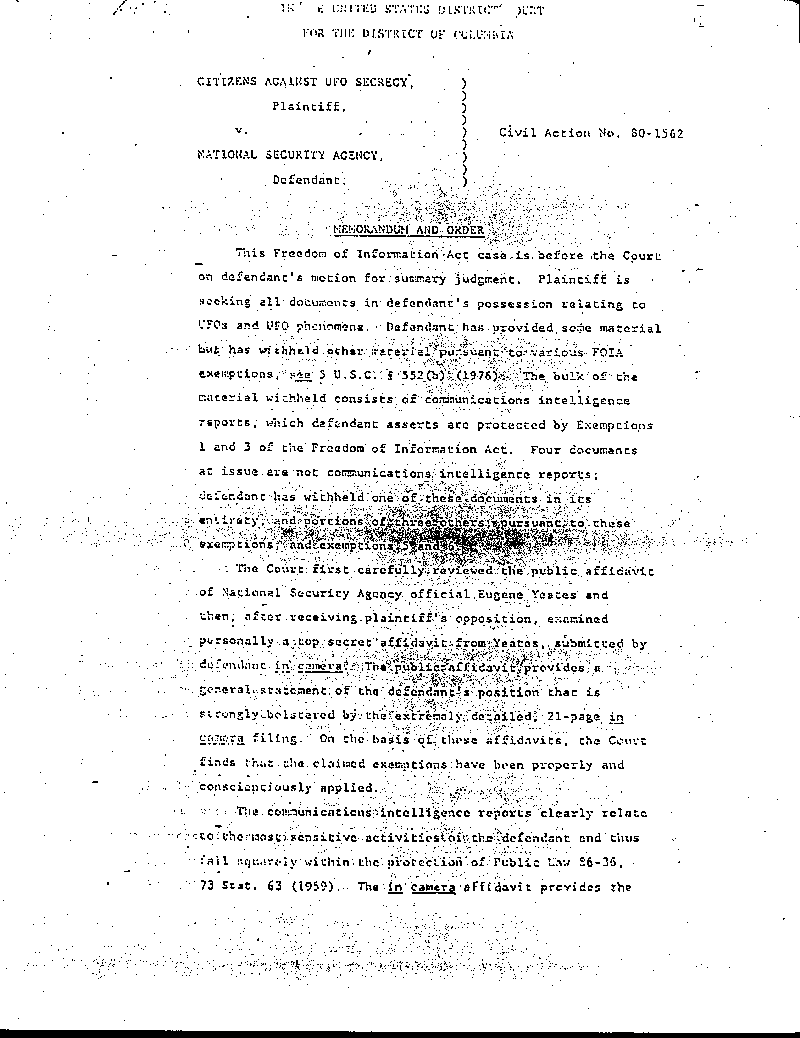 UNITED STATES DISTRICT COURT
FOR THE DISTRICT OF COLUMBIA
CITIZENS AGAINST UFO SECRECY, )
Plaintiff, )
v. ) Civil Action No. 80-1562
NATIONAL SECURITY AGENCY, )
Defendant. )
MEMORANDUM AND ORDER
This Freedom of Information Act case is before the Court
on defendant's motion for summary judgment. Plaintiff is
seeking all documents in defendant's possession relating to
UFOs and UFO phenomena. Defendant has provided some material
but has withheld other material pursuant to various FOIA
exemptions, see 5 U.S.C. § 552(b) (1976). The bulk of the
material withheld consists of communications intelligence
reports, which defendant asserts are protected by Exemptions
1 and 3 of the Freedom of Information Act. Four documents
at issue are not communications intelligence reports;
defendant has withheld one of these documents in its
entirety, and portions of three others, pursuant to these
exemptions, and exemptions and
The Court first carefully reviewed the public affidavit
of National Security Agency official Eugene Yeates and
then, after receiving plaintiff's opposition, examined
personally a top secret affidavit from Yeates, submitted by
defendant in camera. The public affidavit provides a
general statement of the defendant's position that is
strongly bolstered by the extremely detailed, 21-page in
camera filing. On the basis of these affidavits, the Court
finds that the claimed exemptions have been properly and
conscientiously applied.
The communications intelligence reports clearly relate
to the most sensitive activities of the defendant and thus
fall squarely within the protection of Public Law 86-36,
73 Stat. 63 (1959). The in camera affidavit provides the